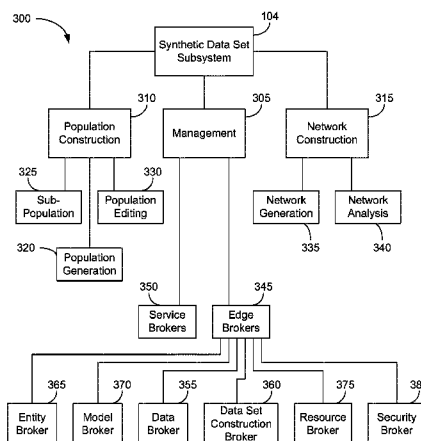 300
104
Synthetic Data Set
Subsystem
310
305
315
Population
Construction
Management
Network
Construction
325
330
Sub-
Population
Population
Editing
Network
Generation
Network
Analysis
335
340
320
Population
Generation
350
345
Service
Brokers
Edge
Brokers
365
370
355
360
375
38
Entity
Broker
Model
Broker
Data
Broker
Data Set
Construction
Broker
Resource
Broker
Security
Broker